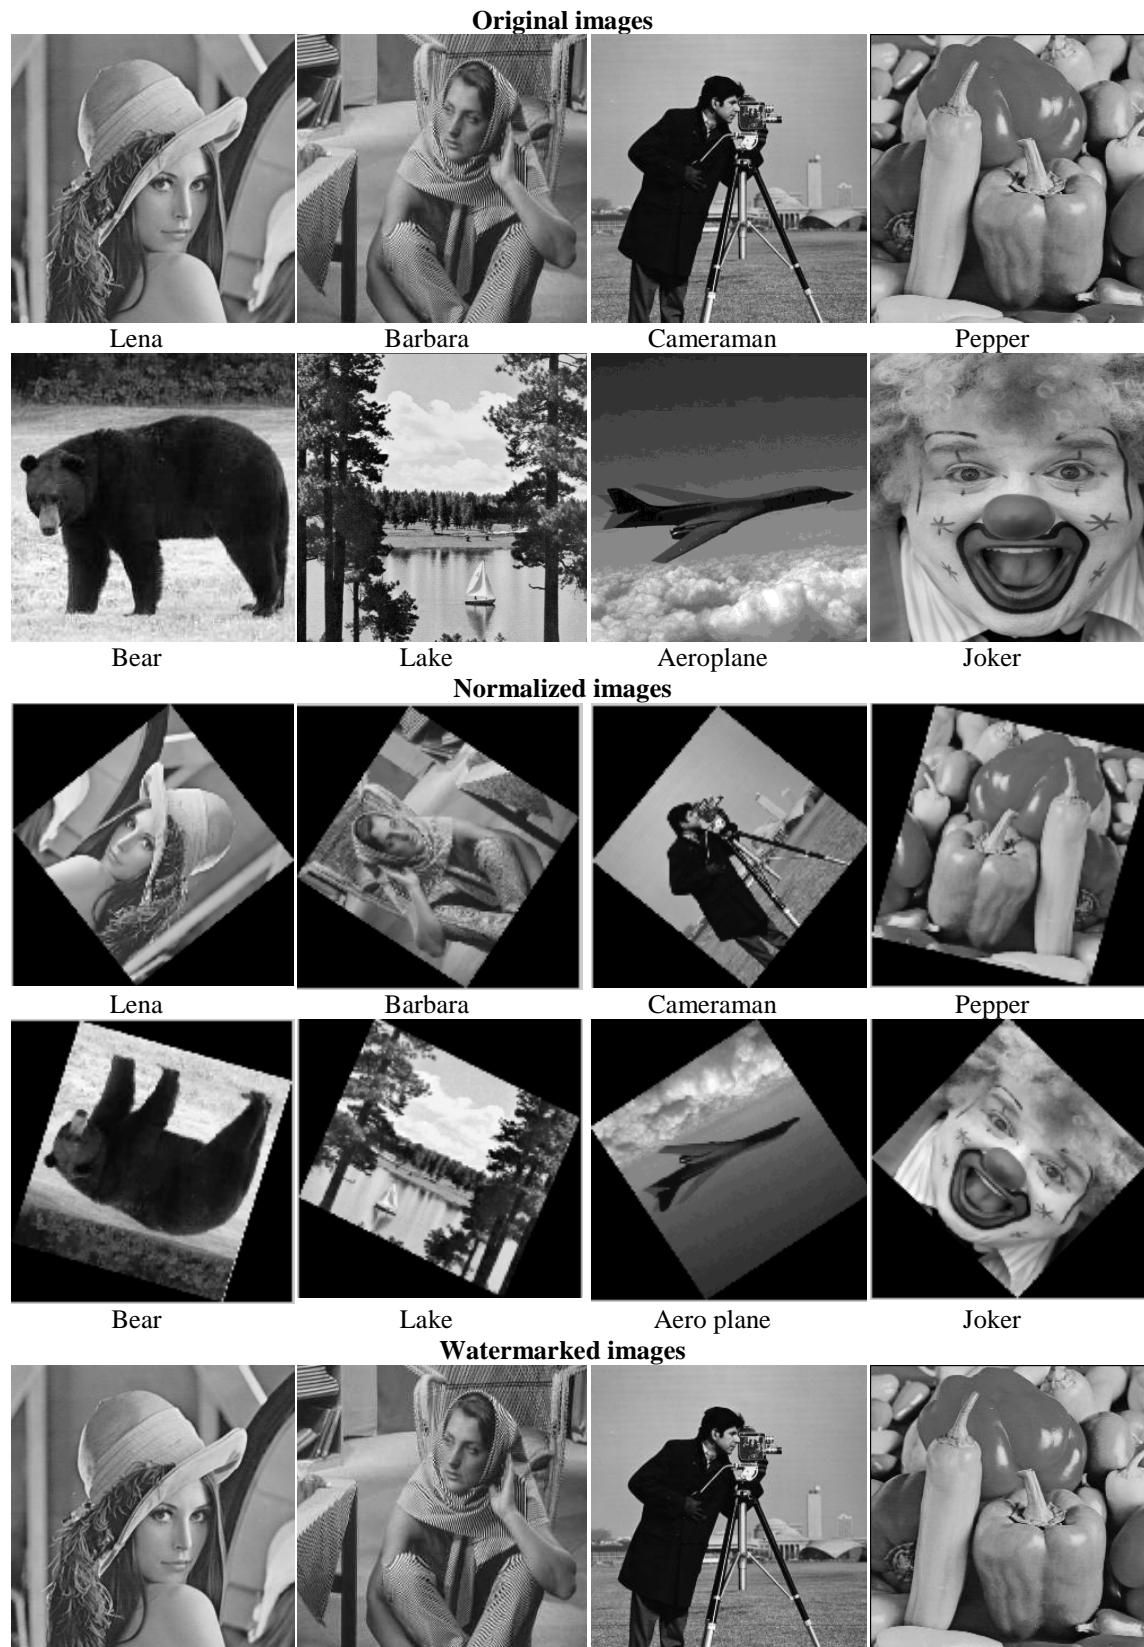 Original images
Lena Barbara Cameraman Pepper
Bear Lake Aeroplane Joker
Normalized images
Lena Barbara Cameraman Pepper
Bear Lake Aero plane Joker
Watermarked images